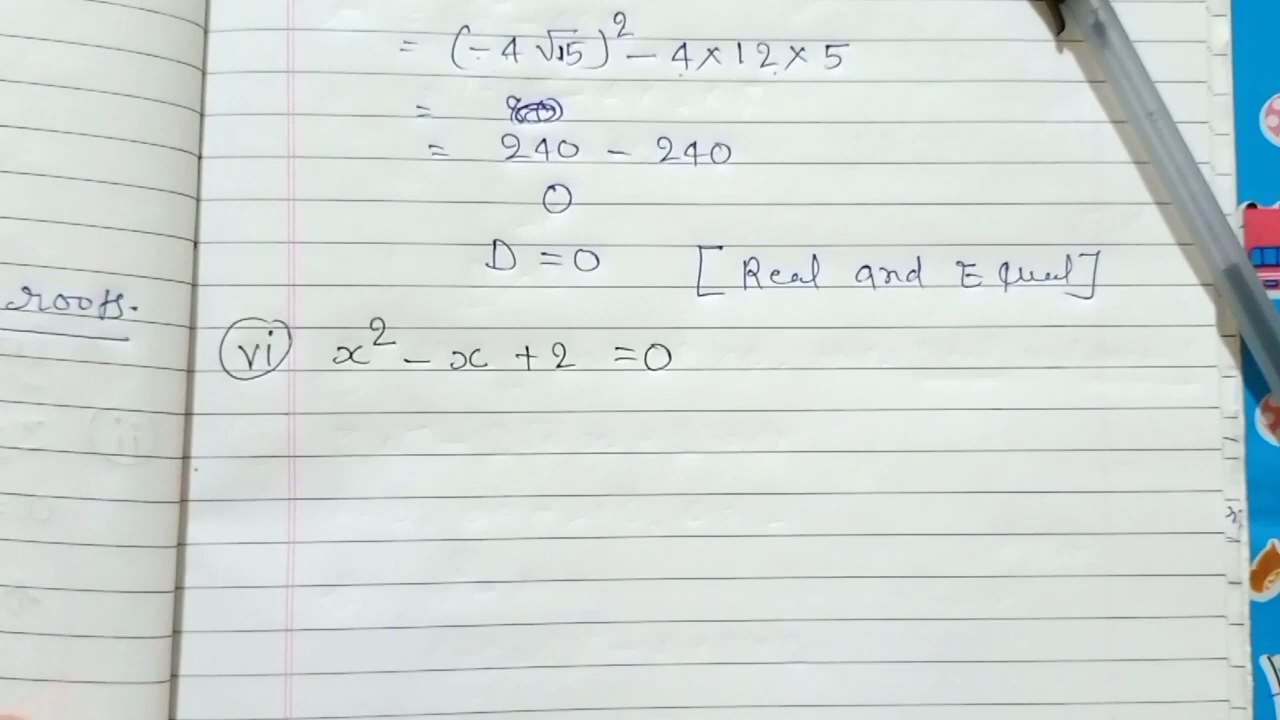 = (-4 √15)² - 4 × 12 × 5
=
= 240 - 240
0
D = 0 [Real and Equal]
roots.
(vi) x² - x + 2 = 0